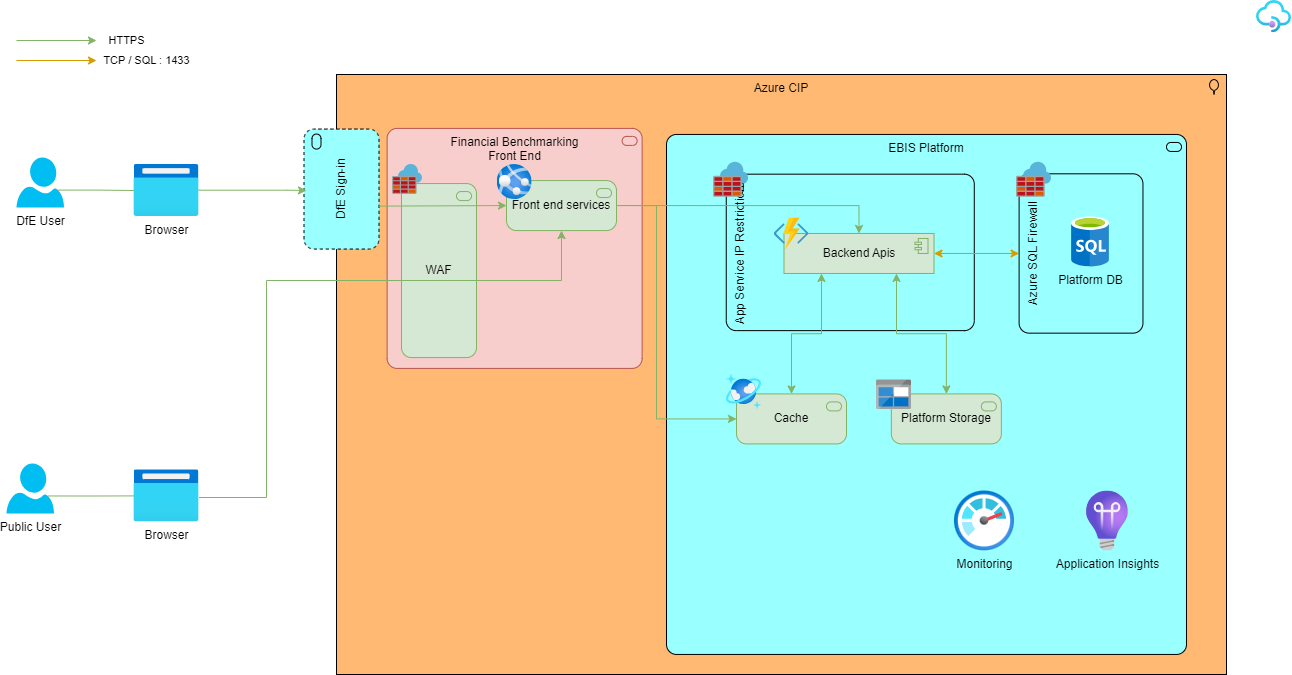 HTTPS
TCP / SQL : 1433
Azure CIP
Financial Benchmarking
Front End
EBIS Platform
DfE Sign-in
Front end services
App Service IP Restriction
Azure SQL Firewall
DfE User
Browser
WAF
Backend Apis
SQL
Platform DB
Cache
Platform Storage
Public User
Browser
Monitoring
Application Insights